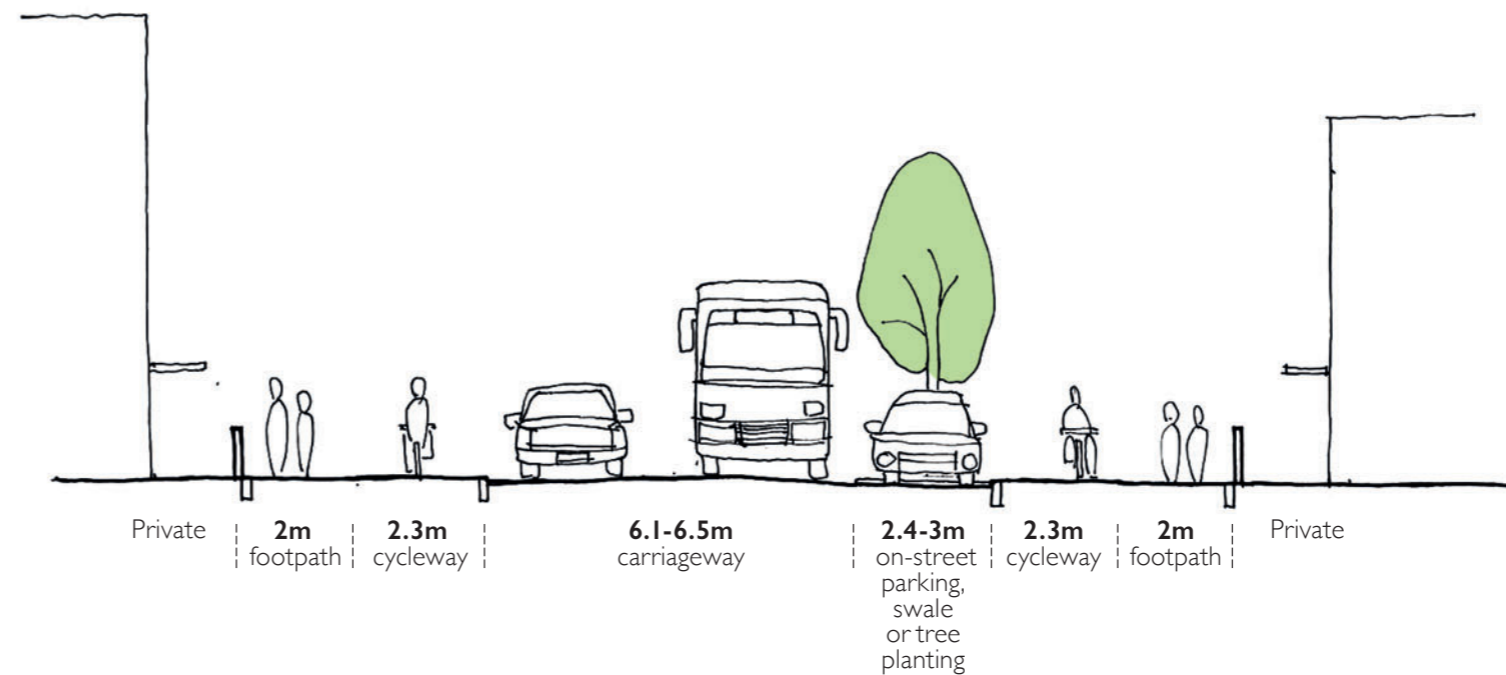 Private
2m
footpath
2.3m
cycleway
6.1-6.5m
carriageway
2.4-3m
on-street
parking,
swale
or tree
planting
2.3m
cycleway
2m
footpath
Private